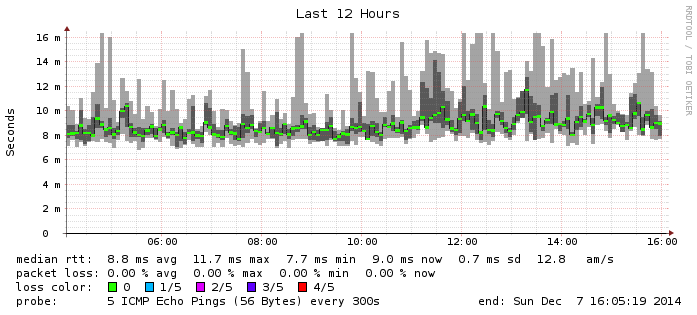 Last 12 Hours
RRDTOOL / TOBI OETIKER
Seconds
16 m
14 m
12 m
10 m
8 m
6 m
4 m
2 m
0
06:00 08:00 10:00 12:00 14:00 16:00
median rtt: 8.8 ms avg 11.7 ms max 7.7 ms min 9.0 ms now 0.7 ms sd 12.8 am/s
packet loss: 0.00 % avg 0.00 % max 0.00 % min 0.00 % now
loss color: 0 1/5 2/5 3/5 4/5
probe: 5 ICMP Echo Pings (56 Bytes) every 300s end: Sun Dec 7 16:05:19 2014